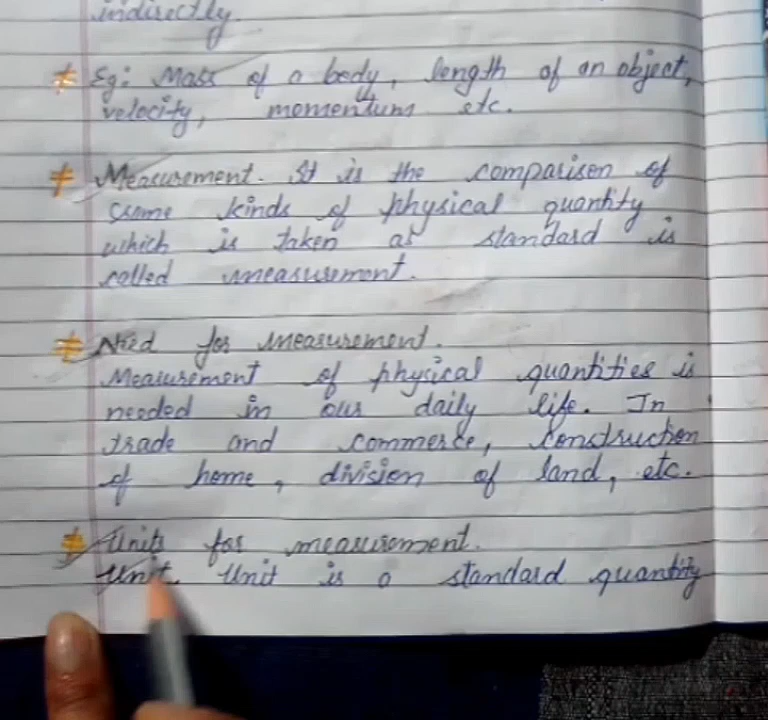 indirectly.
* Eg: Mass of a body, length of an object,
velocity, momentum etc.
* Measurement. It is the comparison of
same kinds of physical quantity
which is taken as standard is
called measurement.
* Need for measurement.
Measurement of physical quantities is
needed in our daily life. In
trade and commerce, construction
of home, division of land, etc.
* Units for measurement.
Unit. Unit is a standard quantity